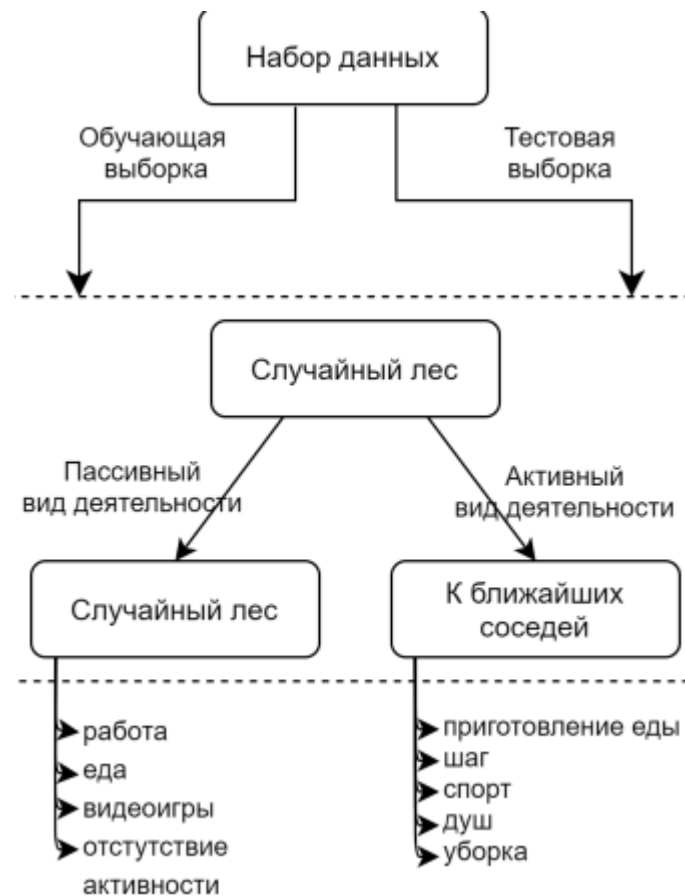 Набор данных
Обучающая
выборка
Тестовая
выборка
Случайный лес
Пассивный
вид деятельности
Активный
вид деятельности
Случайный лес
К ближайших
соседей
работа
еда
видеоигры
отстутствие
активности
приготовление еды
шаг
спорт
душ
уборка